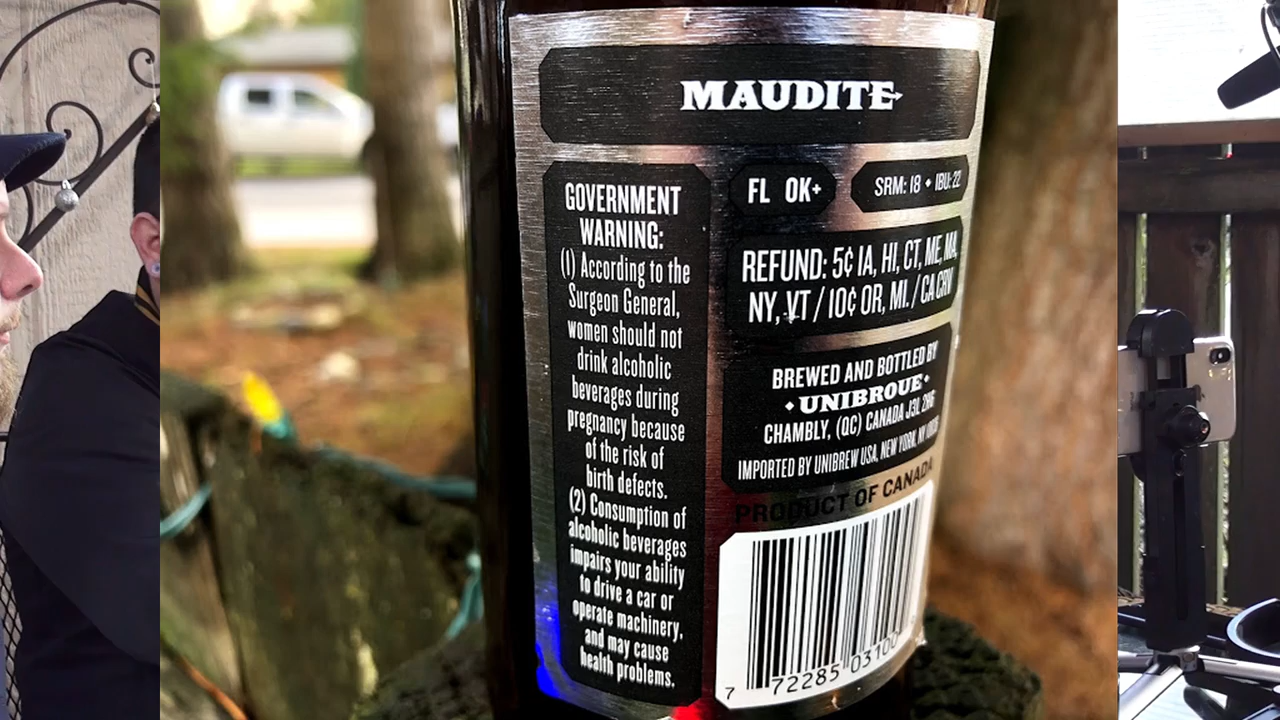 MAUDITE
GOVERNMENT
WARNING:
(1) According to the
Surgeon General,
women should not
drink alcoholic
beverages during
pregnancy because
of the risk of
birth defects.
(2) Consumption of
alcoholic beverages
impairs your ability
to drive a car or
operate machinery,
and may cause
health problems.
FL OK+
SRM: 18 • IBU: 22
REFUND: 5¢ IA, HI, CT, ME, MA,
NY, VT / 10¢ OR, MI. / CA CRV
BREWED AND BOTTLED BY
• UNIBROUE •
CHAMBLY, (QC) CANADA J3L 2H6
IMPORTED BY UNIBREW USA, NEW YORK, NY
PRODUCT OF CANADA
7 72285 03100